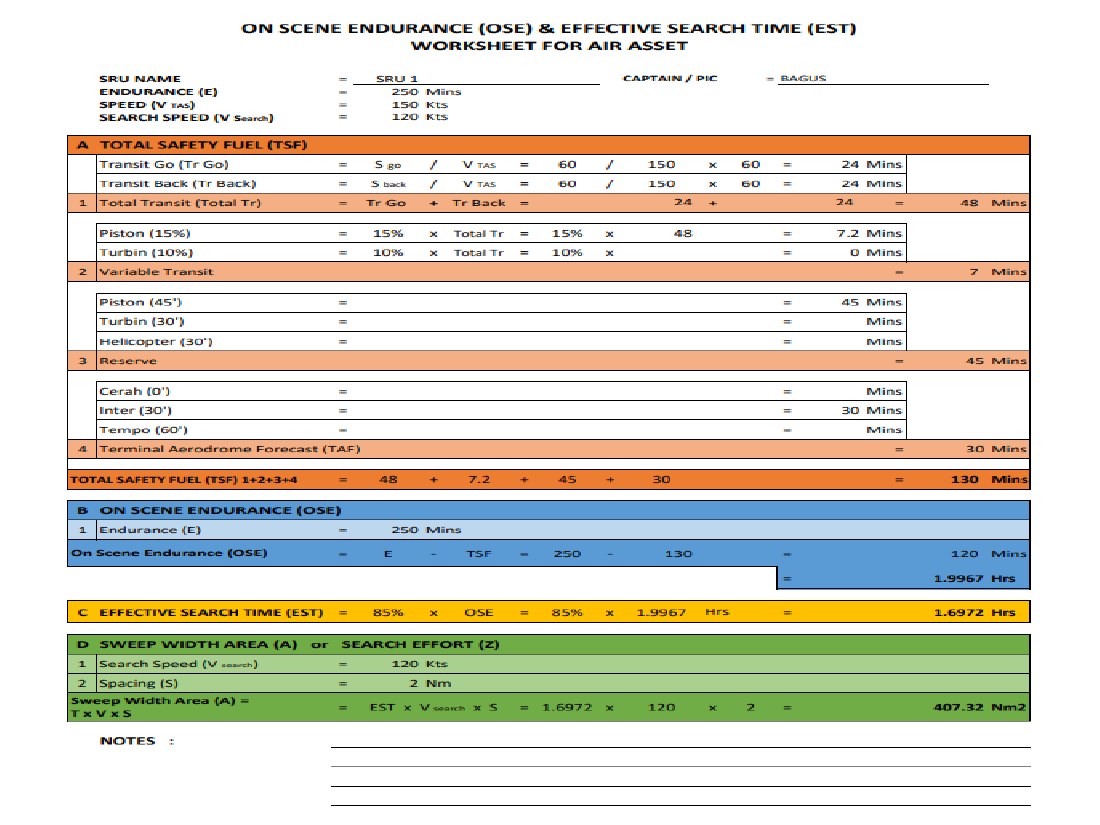 ON SCENE ENDURANCE (OSE) & EFFECTIVE SEARCH TIME (EST)
WORKSHEET FOR AIR ASSET
SRU NAME = SRU 1 CAPTAIN / PIC = BAGUS
ENDURANCE (E) = 250 Mins
SPEED (V TAS) = 150 Kts
SEARCH SPEED (V Search) = 120 Kts
A TOTAL SAFETY FUEL (TSF)
Transit Go (Tr Go) = S go / V TAS = 60 / 150 x 60 = 24 Mins
Transit Back (Tr Back) = S back / V TAS = 60 / 150 x 60 = 24 Mins
1 Total Transit (Total Tr) = Tr Go + Tr Back = 24 + 24 = 48 Mins
Piston (15%) = 15% x Total Tr = 15% x 48 = 7.2 Mins
Turbin (10%) = 10% x Total Tr = 10% x = 0 Mins
2 Variable Transit = 7 Mins
Piston (45') = = 45 Mins
Turbin (30') = = Mins
Helicopter (30') = = Mins
3 Reserve = 45 Mins
Cerah (0') = = Mins
Inter (30') = = 30 Mins
Tempo (60') = = Mins
4 Terminal Aerodrome Forecast (TAF) = 30 Mins
TOTAL SAFETY FUEL (TSF) 1+2+3+4 = 48 + 7.2 + 45 + 30 = 130 Mins
B ON SCENE ENDURANCE (OSE)
1 Endurance (E) = 250 Mins
On Scene Endurance (OSE) = E - TSF = 250 - 130 = 120 Mins
= 1.9967 Hrs
C EFFECTIVE SEARCH TIME (EST) = 85% x OSE = 85% x 1.9967 Hrs = 1.6972 Hrs
D SWEEP WIDTH AREA (A) or SEARCH EFFORT (Z)
1 Search Speed (V search) = 120 Kts
2 Spacing (S) = 2 Nm
Sweep Width Area (A) =
T x V x S = EST x V search x S = 1.6972 x 120 x 2 = 407.32 Nm2
NOTES :